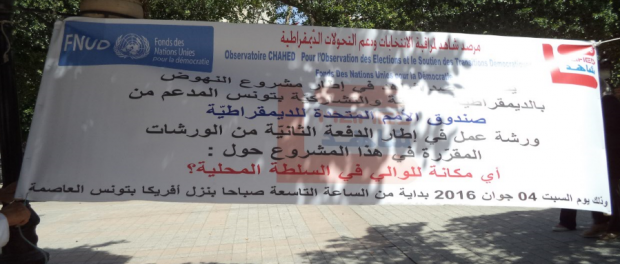 FNUD
Fonds des
Nations Unies
pour la démocratie
مرصد شاهد لمراقبة الانتخابات ودعم التحولات الديمقراطية
Observatoire CHAHED Pour l'Observation des Elections et le Soutien des Transitions Démocratiques
Fonds Des Nations Unies pour la Démocratie
شاهد
في إطار مشروع النهوض
بالديمقراطية والتشاركية بتونس المدعم من
صندوق الأمم المتحدة للديمقراطية
ورشة عمل في إطار الدفعة الثانية من الورشات
المقررة في هذا المشروع حول :
أي مكانة للوالي في السلطة المحلية؟
وذلك يوم السبت 04 جوان 2016 بداية من الساعة التاسعة صباحا بنزل أفريكا بتونس العاصمة